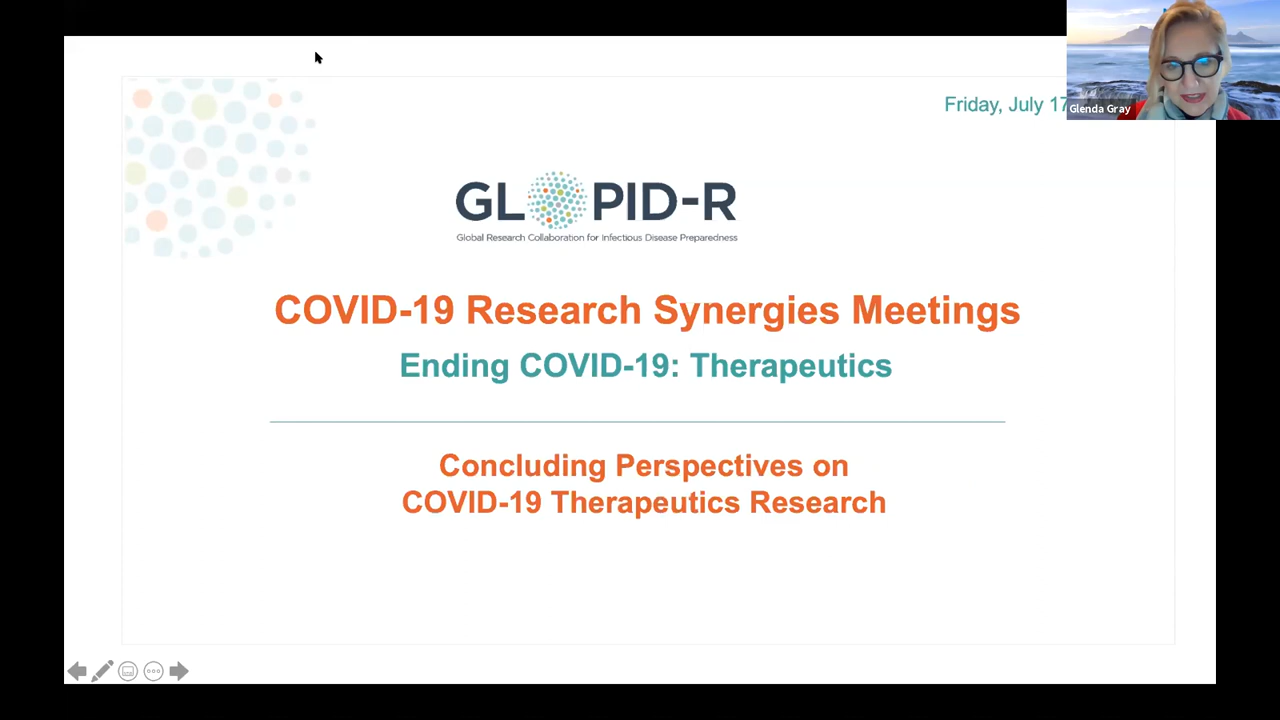 Friday, July 17
Glenda Gray
GLOPID-R
Global Research Collaboration for Infectious Disease Preparedness
COVID-19 Research Synergies Meetings
Ending COVID-19: Therapeutics
Concluding Perspectives on
COVID-19 Therapeutics Research